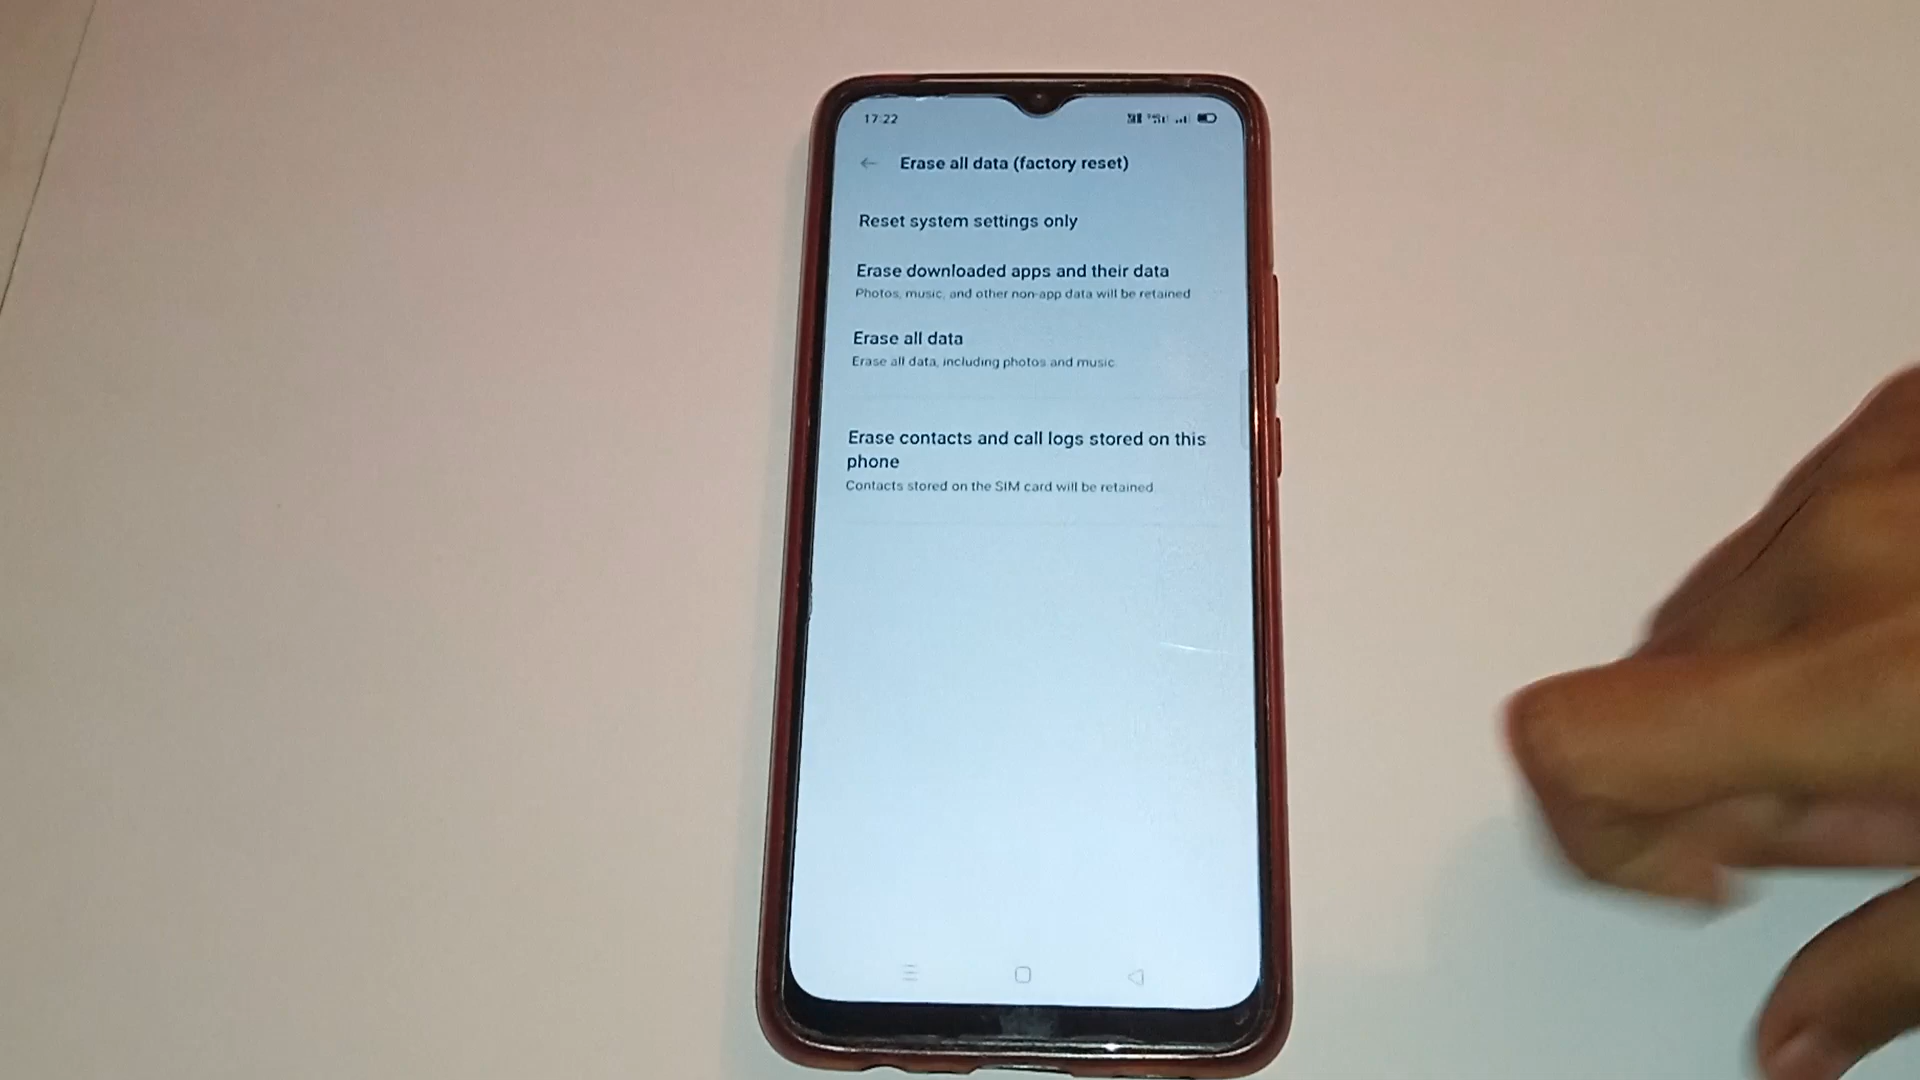 17:22
Erase all data (factory reset)
Reset system settings only
Erase downloaded apps and their data
Photos, music, and other non-app data will be retained
Erase all data
Erase all data, including photos and music
Erase contacts and call logs stored on this
phone
Contacts stored on the SIM card will be retained